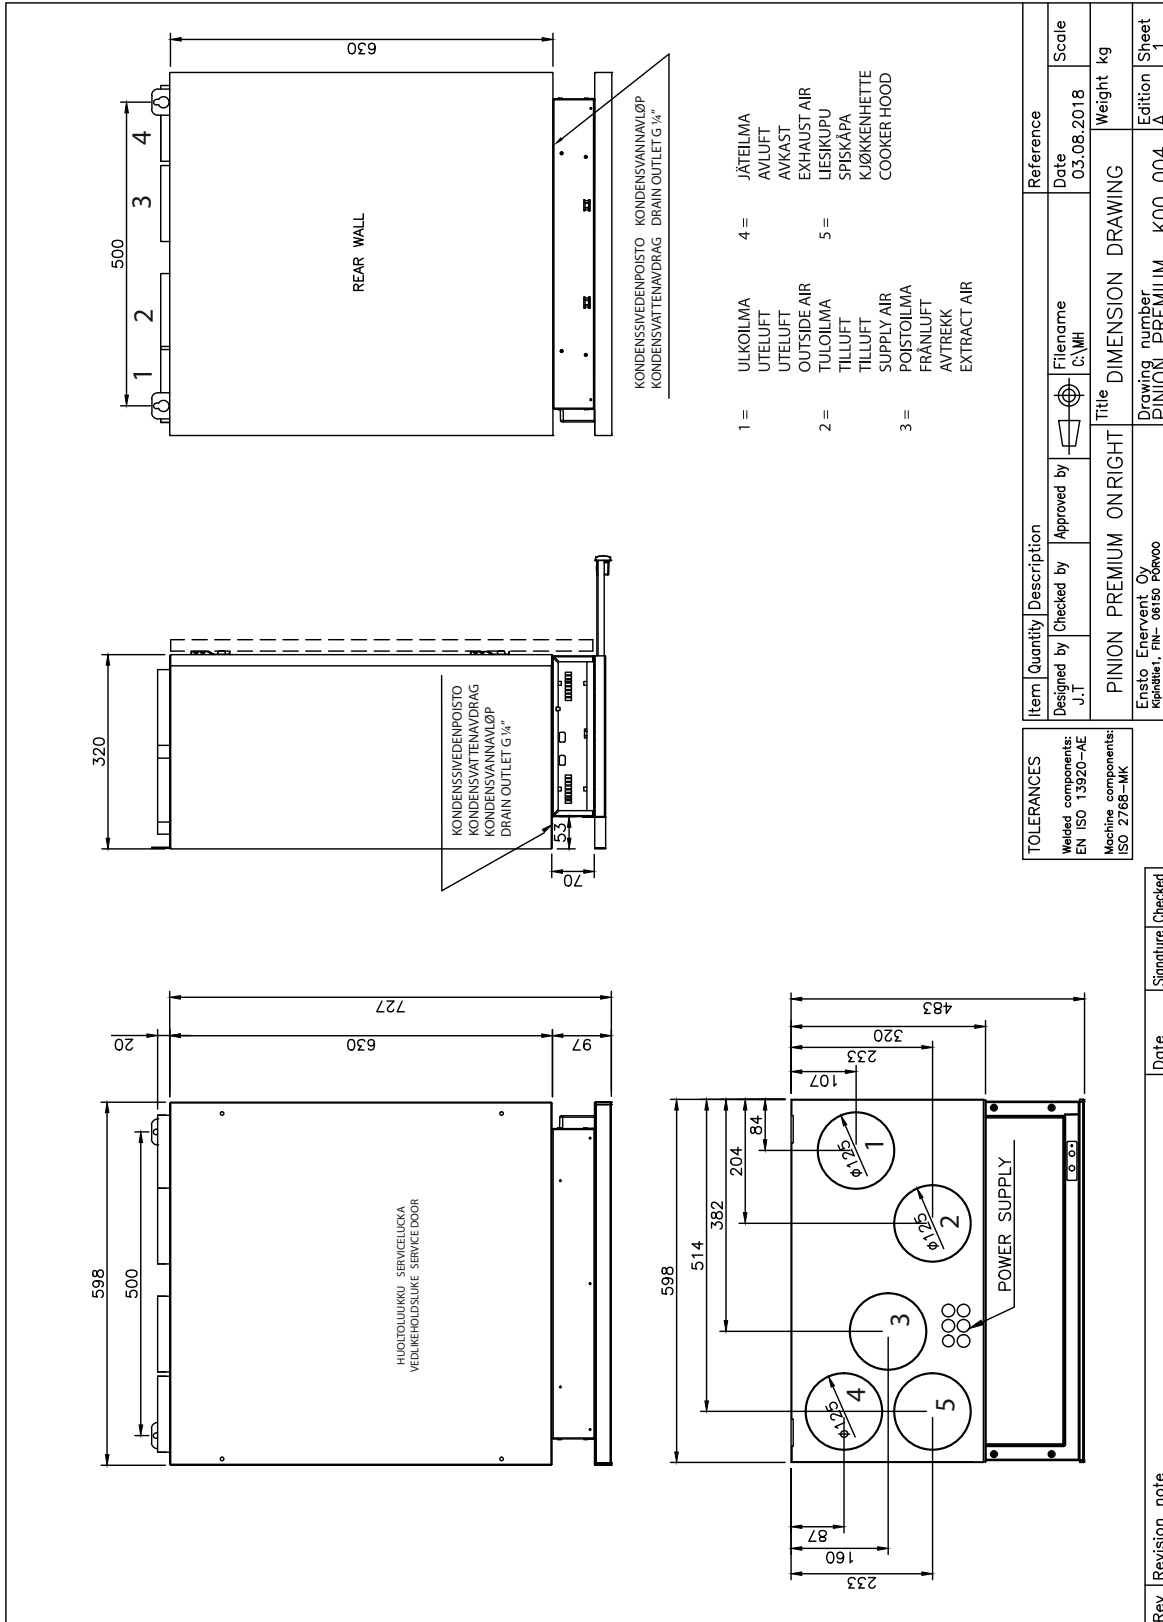 598
500
20
630
97
727
HUOLTOLUUKKU SERVICELUCKA
VEDLIKEHOLDSLUKE SERVICE DOOR
320
KONDENSSIVEDENPOISTO
KONDENSVATTENAVDRAG
KONDENSVANNAVLØP
DRAIN OUTLET G ¼"
53
70
500
630
1 2 3 4
REAR WALL
KONDENSSIVEDENPOISTO KONDENSVANNAVLØP
KONDENSVATTENAVDRAG DRAIN OUTLET G ¼"
598
514
382
204
84
107
233
320
483
87
160
233
Φ125
1
Φ125
2
3
Φ125
4
5
POWER SUPPLY
1 = ULKOILMA
UTELUFT
UTELUFT
OUTSIDE AIR
2 = TULOILMA
TILLUFT
TILLUFT
SUPPLY AIR
3 = POISTOILMA
FRÅNLUFT
AVTREKK
EXTRACT AIR
4 = JÄTEILMA
AVLUFT
AVKAST
EXHAUST AIR
5 = LIESIKUPU
SPISKÅPA
KJØKKENHETTE
COOKER HOOD
TOLERANCES
Welded components:
EN ISO 13920-AE
Machine components:
ISO 2768-MK
Item Quantity Description Reference
Designed by Checked by Approved by Filename Date Scale
J.T C:\MH 03.08.2018
PINION PREMIUM ON RIGHT
Title
DIMENSION DRAWING
Weight kg
Ensto Enervent Oy
Kipinätie1, FIN- 06150 PORVOO
Drawing number
PINION PREMIUM K00 004
Edition
A
Sheet
1
Rev Revision note Date Signature Checked